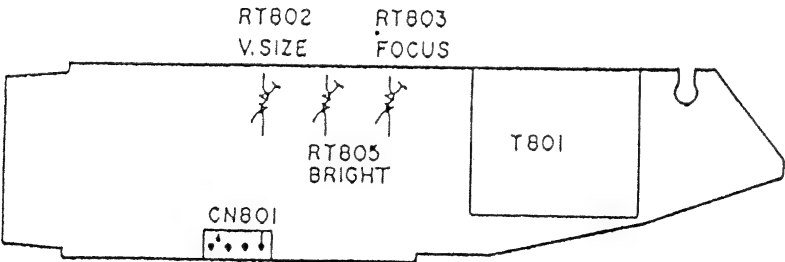 RT802
V.SIZE
RT803
FOCUS
RT805
BRIGHT
T801
CN801